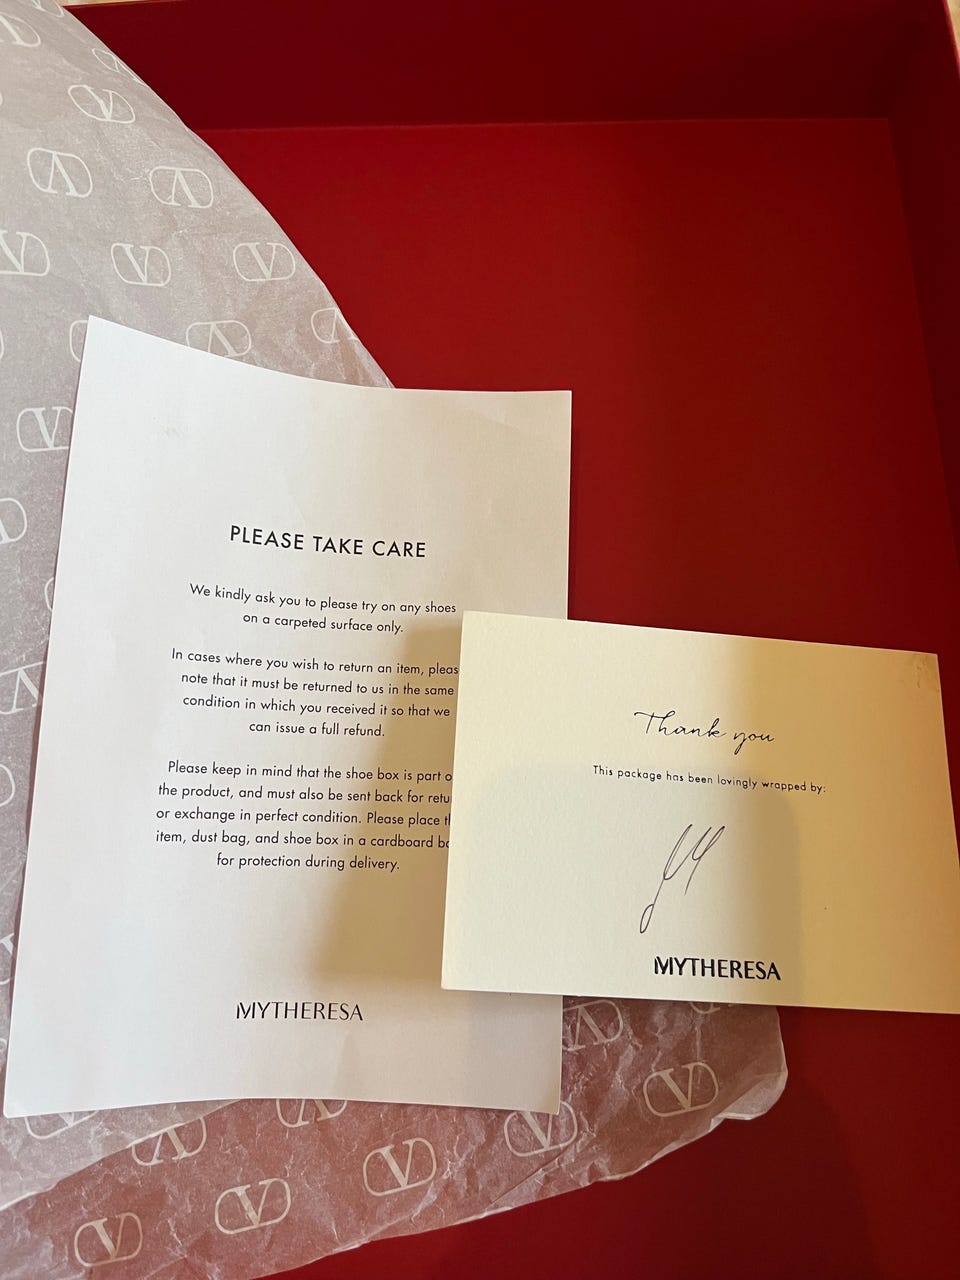 PLEASE TAKE CARE
We kindly ask you to please try on any shoes
on a carpeted surface only.
In cases where you wish to return an item,
note that it must be returned to us in the same
condition in which you received it so that we
can issue a full refund.
Please keep in mind that the shoe box is part
the product, and must also be sent back for
or exchange in perfect condition. Please place
item, dust bag, and shoe box in a cardboard
for protection during delivery.
MYTHERESA
Thank you
This package has been lovingly wrapped by:
MYTHERESA